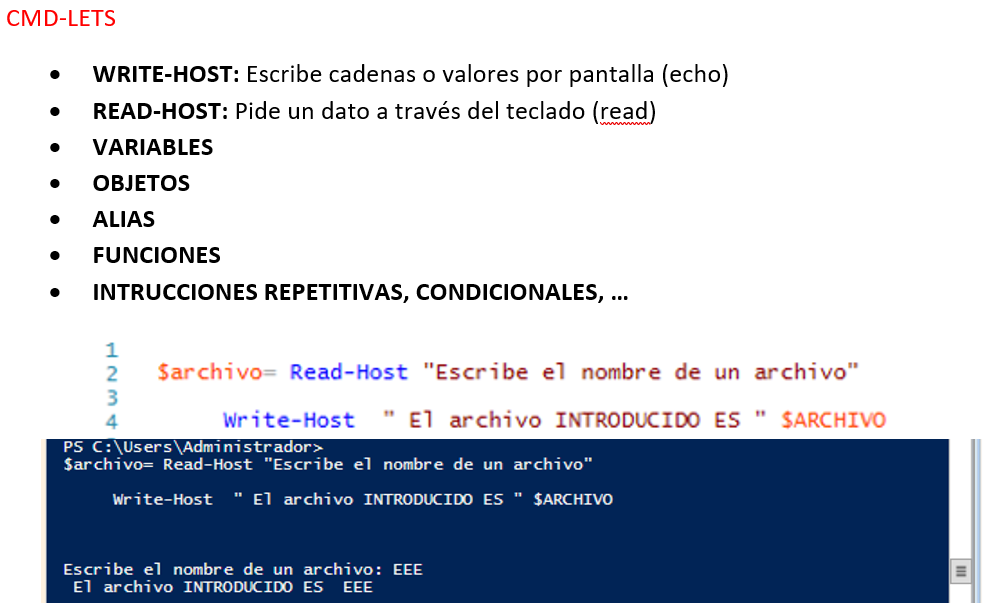 CMD-LETS
• WRITE-HOST: Escribe cadenas o valores por pantalla (echo)
• READ-HOST: Pide un dato a través del teclado (read)
• VARIABLES
• OBJETOS
• ALIAS
• FUNCIONES
• INTRUCCIONES REPETITIVAS, CONDICIONALES, ...
1
2 $archivo= Read-Host "Escribe el nombre de un archivo"
3
4 Write-Host " El archivo INTRODUCIDO ES " $ARCHIVO
PS C:\Users\Administrador>
$archivo= Read-Host "Escribe el nombre de un archivo"
Write-Host " El archivo INTRODUCIDO ES " $ARCHIVO
Escribe el nombre de un archivo: EEE
El archivo INTRODUCIDO ES  EEE